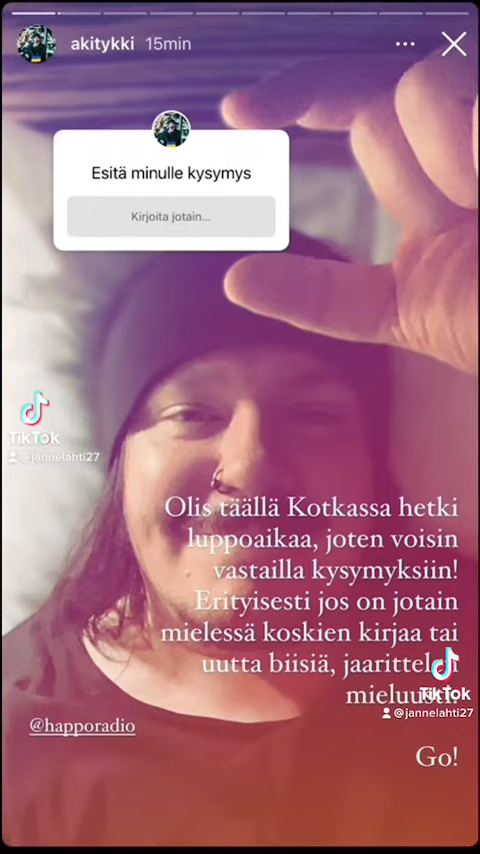 akitykki 15min
Esitä minulle kysymys
Kirjoita jotain...
TikTok
@jannelahti27
Olis täällä Kotkassa hetki
luppoaikaa, joten voisin
vastailla kysymyksiin!
Erityisesti jos on jotain
mielessä koskien kirjaa tai
uutta biisiä,
mieluusti!
TikTok
@jannelahti27
@happoradio
Go!